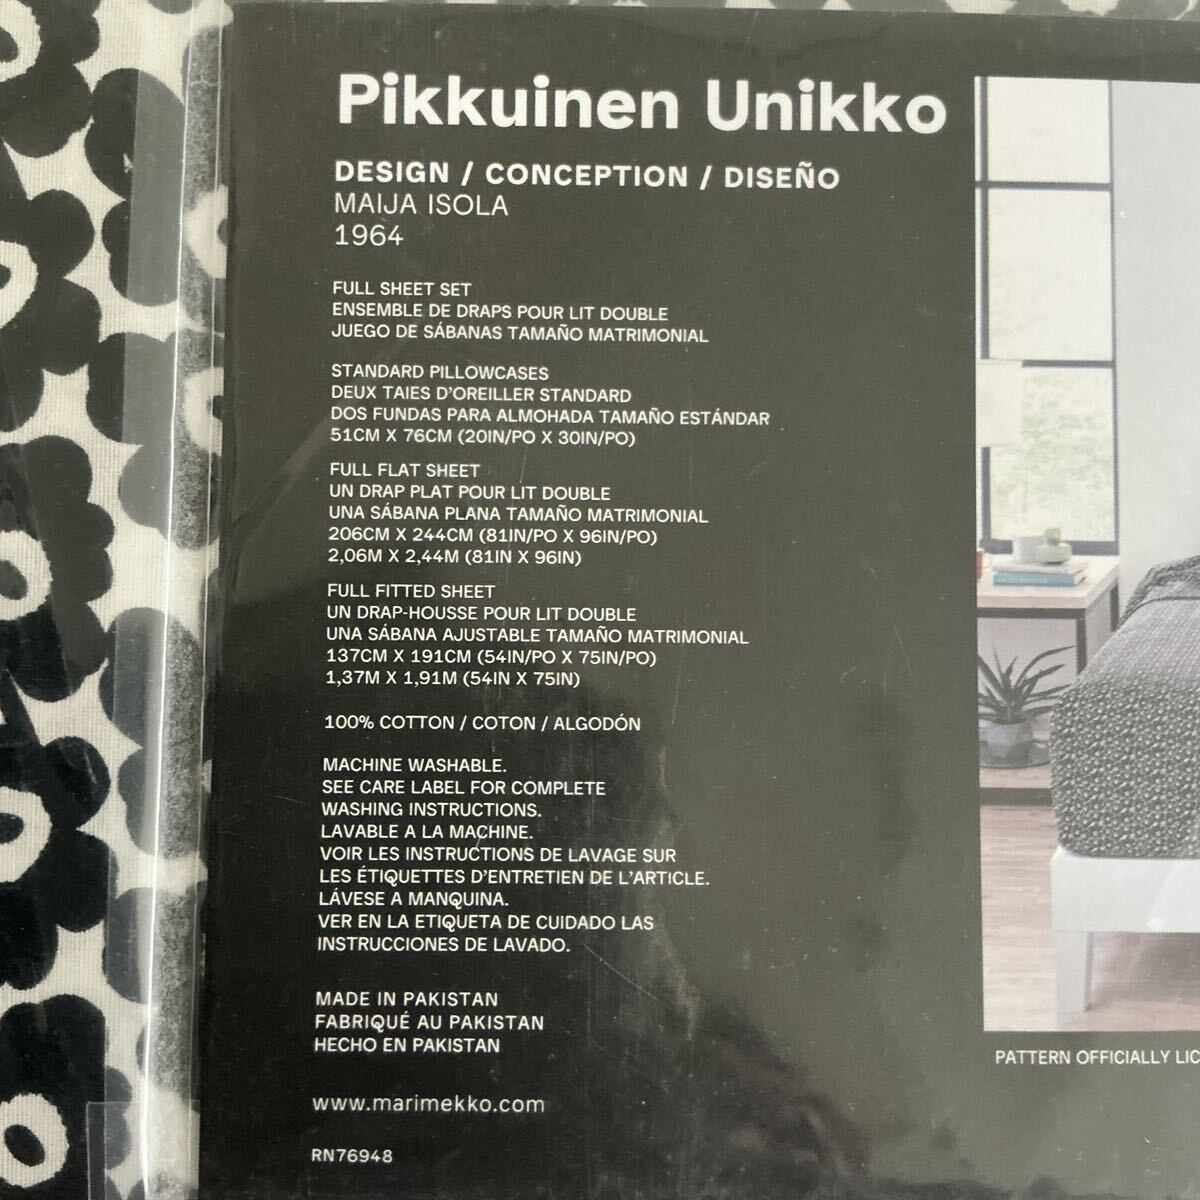 Pikkuinen Unikko
DESIGN / CONCEPTION / DISEÑO
MAIJA ISOLA
1964
FULL SHEET SET
ENSEMBLE DE DRAPS POUR LIT DOUBLE
JUEGO DE SÁBANAS TAMAÑO MATRIMONIAL
STANDARD PILLOWCASES
DEUX TAIES D'OREILLER STANDARD
DOS FUNDAS PARA ALMOHADA TAMAÑO ESTÁNDAR
51CM X 76CM (20IN/PO X 30IN/PO)
FULL FLAT SHEET
UN DRAP PLAT POUR LIT DOUBLE
UNA SÁBANA PLANA TAMAÑO MATRIMONIAL
206CM X 244CM (81IN/PO X 96IN/PO)
2,06M X 2,44M (81IN X 96IN)
FULL FITTED SHEET
UN DRAP-HOUSSE POUR LIT DOUBLE
UNA SÁBANA AJUSTABLE TAMAÑO MATRIMONIAL
137CM X 191CM (54IN/PO X 75IN/PO)
1,37M X 1,91M (54IN X 75IN)
100% COTTON / COTON / ALGODÓN
MACHINE WASHABLE.
SEE CARE LABEL FOR COMPLETE
WASHING INSTRUCTIONS.
LAVABLE A LA MACHINE.
VOIR LES INSTRUCTIONS DE LAVAGE SUR
LES ÉTIQUETTES D'ENTRETIEN DE L'ARTICLE.
LÁVESE A MANQUINA.
VER EN LA ETIQUETA DE CUIDADO LAS
INSTRUCCIONES DE LAVADO.
MADE IN PAKISTAN
FABRIQUÉ AU PAKISTAN
HECHO EN PAKISTAN
www.marimekko.com
RN76948
PATTERN OFFICIALLY LIC